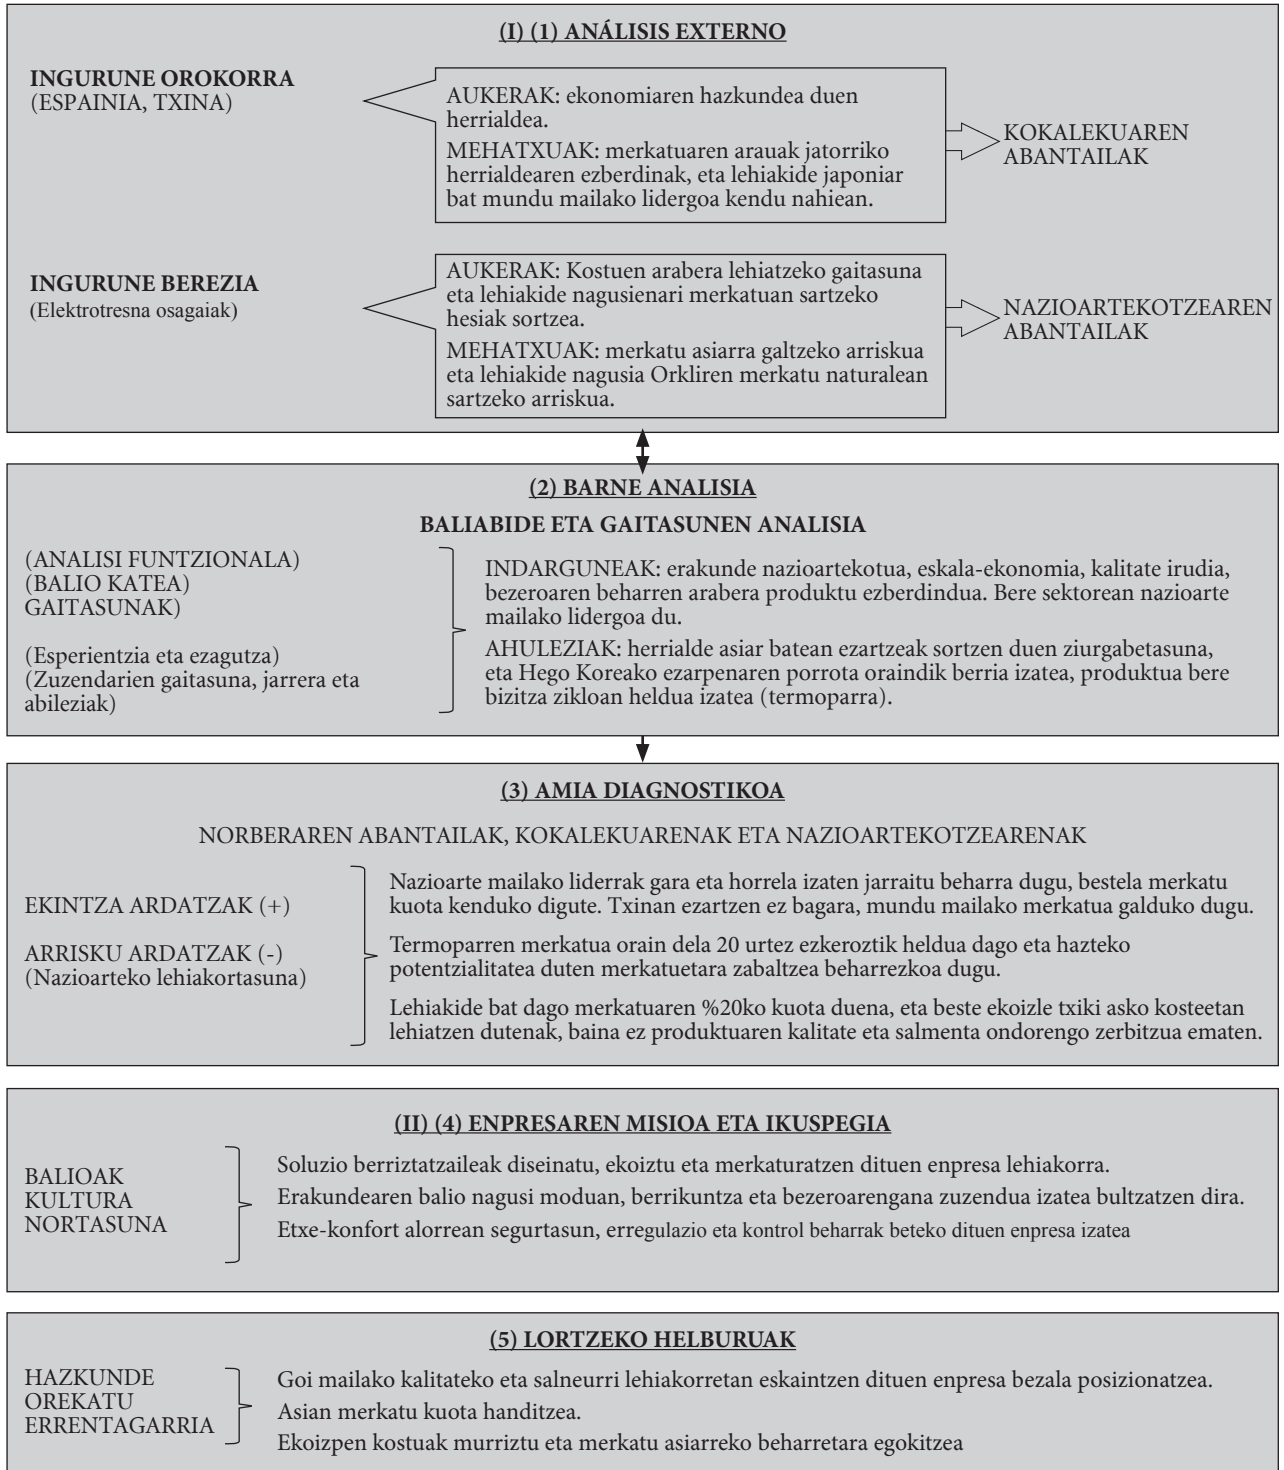 (I) (1) ANÁLISIS EXTERNO
INGURUNE OROKORRA
(ESPAINIA, TXINA)
AUKERAK: ekonomiaren hazkundea duen
herrialdea.
MEHATXUAK: merkatuaren arauak jatorriko
herrialdearen ezberdinak, eta lehiakide japoniar
bat mundu mailako lidergoa kendu nahiean.
KOKALEKUAREN
ABANTAILAK
INGURUNE BEREZIA
(Elektrotresna osagaiak)
AUKERAK: Kostuen arabera lehiatzeko gaitasuna
eta lehiakide nagusienari merkatuan sartzeko
hesiak sortzea.
MEHATXUAK: merkatu asiarra galtzeko arriskua
eta lehiakide nagusia Orkliren merkatu naturalean
sartzeko arriskua.
NAZIOARTEKOTZEAREN
ABANTAILAK
(2) BARNE ANALISIA
BALIABIDE ETA GAITASUNEN ANALISIA
(ANALISI FUNTZIONALA)
(BALIO KATEA)
GAITASUNAK)
(Esperientzia eta ezagutza)
(Zuzendarien gaitasuna, jarrera eta
abileziak)
INDARGUNEAK: erakunde nazioartekotua, eskala-ekonomia, kalitate irudia,
bezeroaren beharren arabera produktu ezberdindua. Bere sektorean nazioarte
mailako lidergoa du.
AHULEZIAK: herrialde asiar batean ezartzeak sortzen duen ziurgabetasuna,
eta Hego Koreako ezarpenaren porrota oraindik berria izatea, produktua bere
bizitza zikloan heldua izatea (termoparra).
(3) AMIA DIAGNOSTIKOA
NORBERAREN ABANTAILAK, KOKALEKUARENAK ETA NAZIOARTEKOTZEARENAK
EKINTZA ARDATZAK (+)
ARRISKU ARDATZAK (-)
(Nazioarteko lehiakortasuna)
Nazioarte mailako liderrak gara eta horrela izaten jarraitu beharra dugu, bestela merkatu
kuota kenduko digute. Txinan ezartzen ez bagara, mundu mailako merkatua galduko dugu.
Termoparren merkatua orain dela 20 urtez ezkeroztik heldua dago eta hazteko
potentzialitatea duten merkatuetara zabaltzea beharrezkoa dugu.
Lehiakide bat dago merkatuaren %20ko kuota duena, eta beste ekoizle txiki asko kosteetan
lehiatzen dutenak, baina ez produktuaren kalitate eta salmenta ondorengo zerbitzua ematen.
(II) (4) ENPRESAREN MISIOA ETA IKUSPEGIA
BALIOAK
KULTURA
NORTASUNA
Soluzio berriztatzaileak diseinatu, ekoiztu eta merkaturatzen dituen enpresa lehiakorra.
Erakundearen balio nagusi moduan, berrikuntza eta bezeroarengana zuzendua izatea bultzatzen dira.
Etxe-konfort alorrean segurtasun, erregulazio eta kontrol beharrak beteko dituen enpresa izatea
(5) LORTZEKO HELBURUAK
HAZKUNDE
OREKATU
ERRENTAGARRIA
Goi mailako kalitateko eta salneurri lehiakorretan eskaintzen dituen enpresa bezala posizionatzea.
Asian merkatu kuota handitzea.
Ekoizpen kostuak murriztu eta merkatu asiarreko beharretara egokitzea